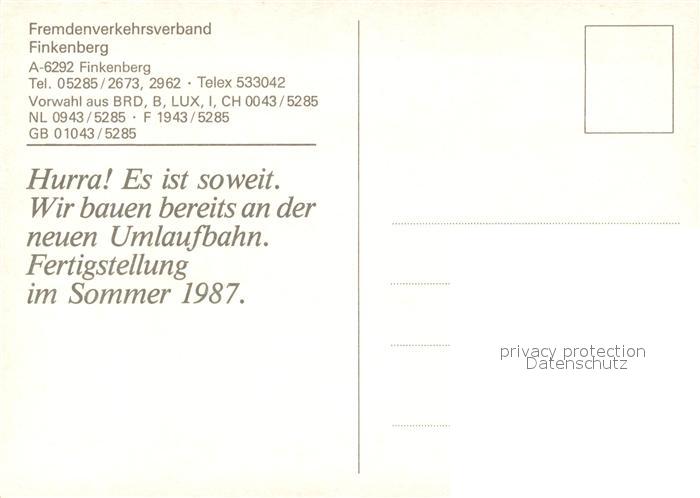 Fremdenverkehrsverband
Finkenberg
A-6292 Finkenberg
Tel. 05285/2673, 2962 · Telex 533042
Vorwahl aus BRD, B, LUX, I, CH 0043/5285
NL 0943/5285 · F 1943/5285
GB 01043/5285
Hurra! Es ist soweit.
Wir bauen bereits an der
neuen Umlaufbahn.
Fertigstellung
im Sommer 1987.
privacy protection
Datenschutz